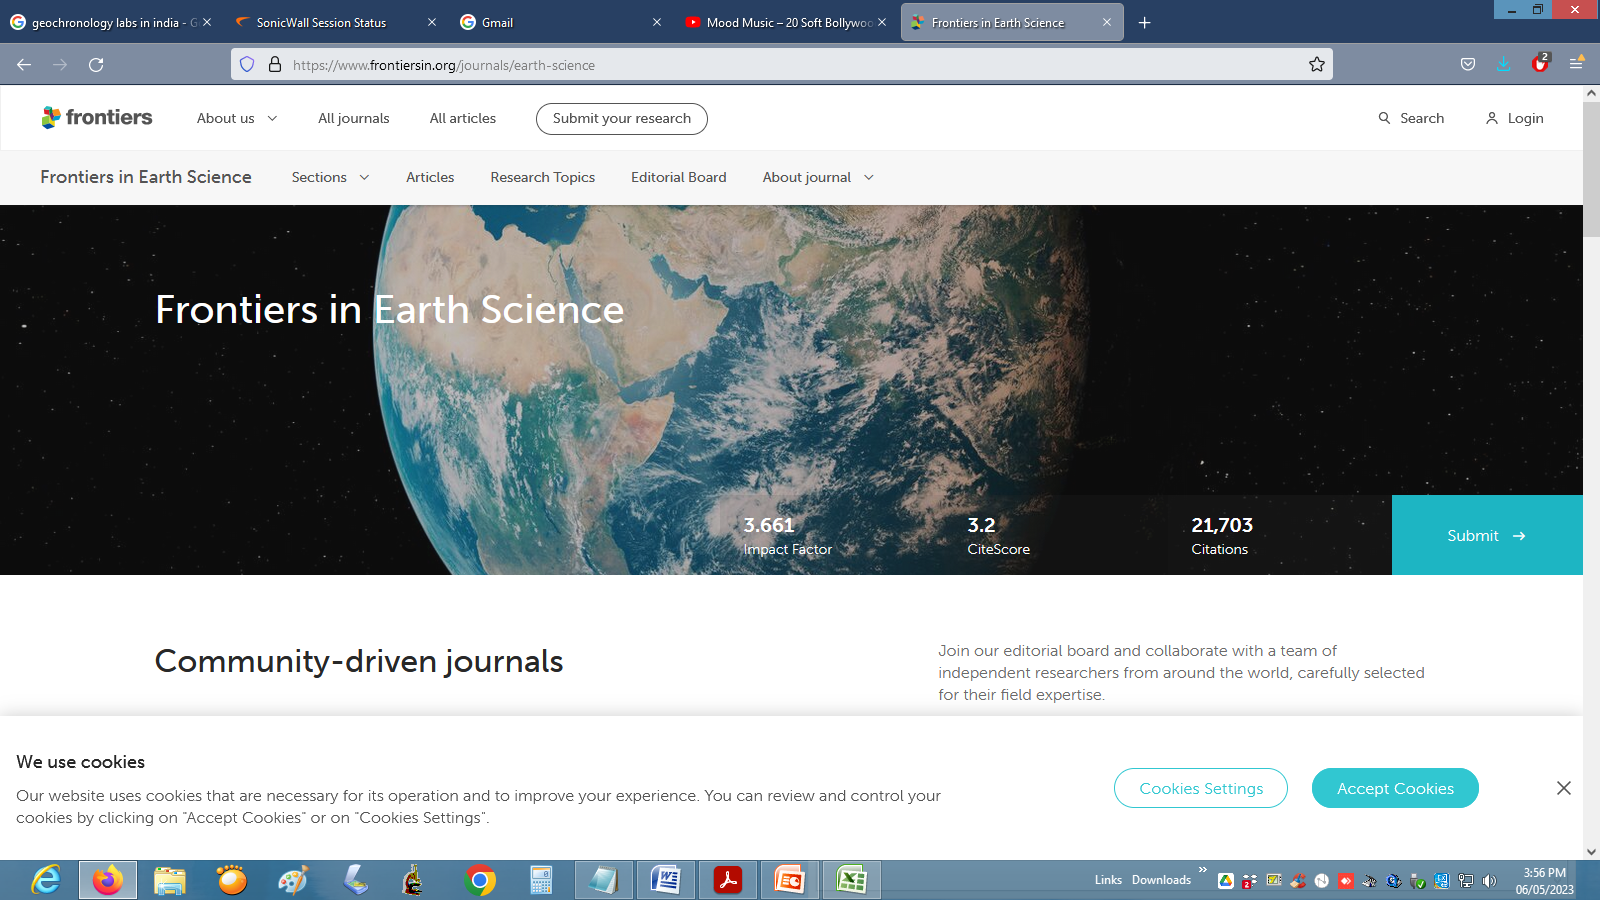 geochronology labs in india - G
SonicWall Session Status
Gmail
Mood Music – 20 Soft Bollywoo
Frontiers in Earth Science
https://www.frontiersin.org/journals/earth-science
2
frontiers
About us
All journals
All articles
Submit your research
Search
Login
Frontiers in Earth Science
Sections
Articles
Research Topics
Editorial Board
About journal
Frontiers in Earth Science
3.661
Impact Factor
3.2
CiteScore
21,703
Citations
Submit
Community-driven journals
Join our editorial board and collaborate with a team of
independent researchers from around the world, carefully selected
for their field expertise.
We use cookies
Our website uses cookies that are necessary for its operation and to improve your experience. You can review and control your
cookies by clicking on "Accept Cookies" or on "Cookies Settings".
Cookies Settings
Accept Cookies
Links
Downloads
3:56 PM
06/05/2023